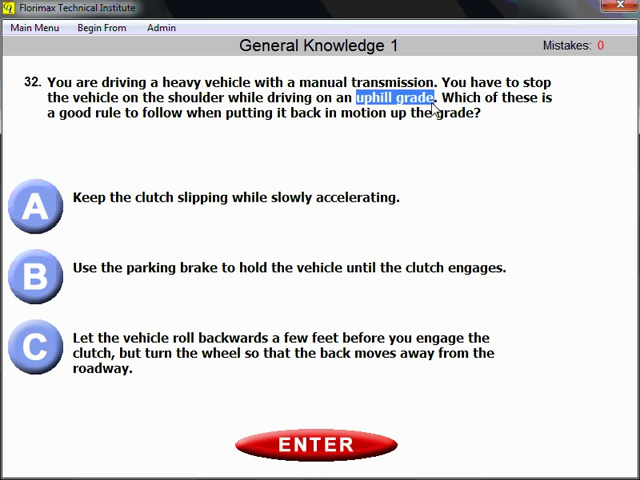 Florimax Technical Institute
Main Menu Begin From Admin
General Knowledge 1 Mistakes: 0
32. You are driving a heavy vehicle with a manual transmission. You have to stop
the vehicle on the shoulder while driving on an uphill grade. Which of these is
a good rule to follow when putting it back in motion up the grade?
A Keep the clutch slipping while slowly accelerating.
B Use the parking brake to hold the vehicle until the clutch engages.
C Let the vehicle roll backwards a few feet before you engage the
clutch, but turn the wheel so that the back moves away from the
roadway.
ENTER